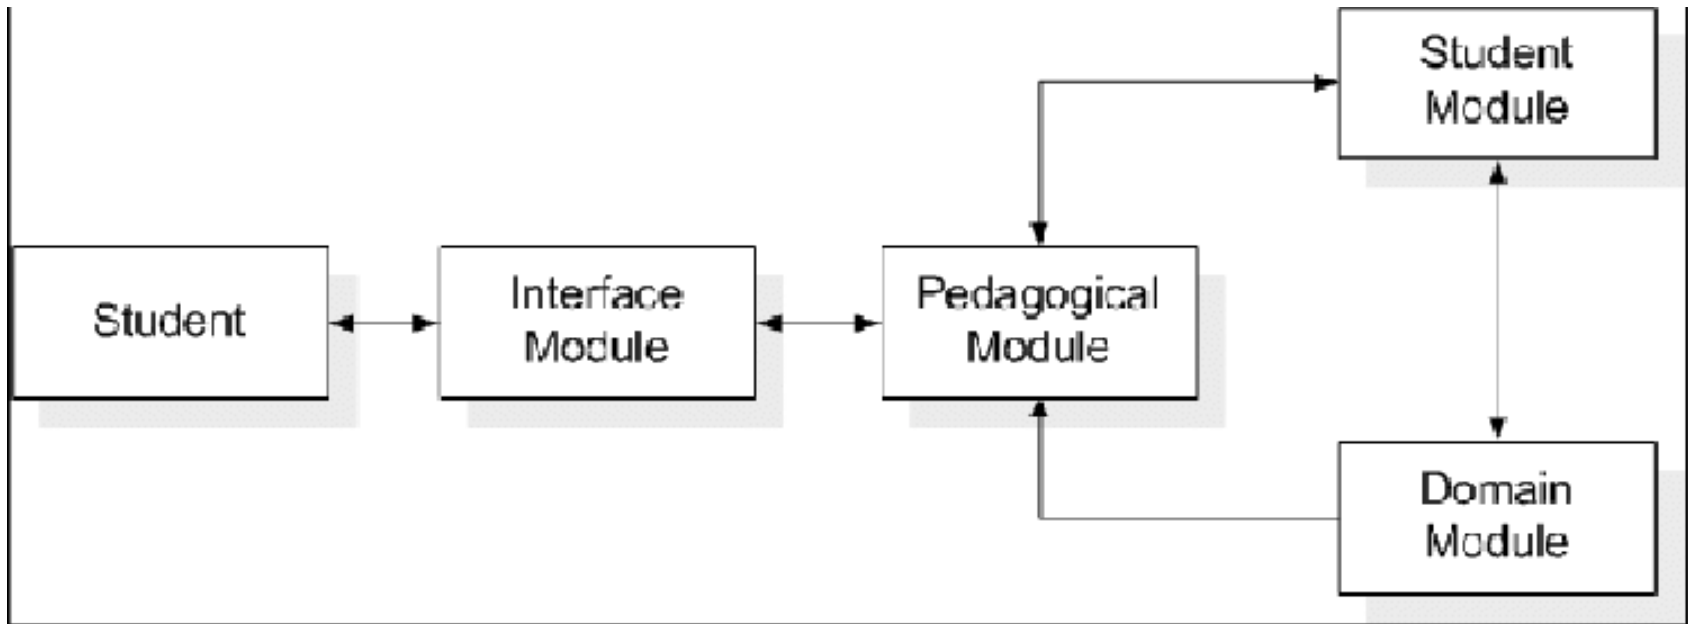 Student
Module
Student
Interface
Module
Pedagogical
Module
Domain
Module